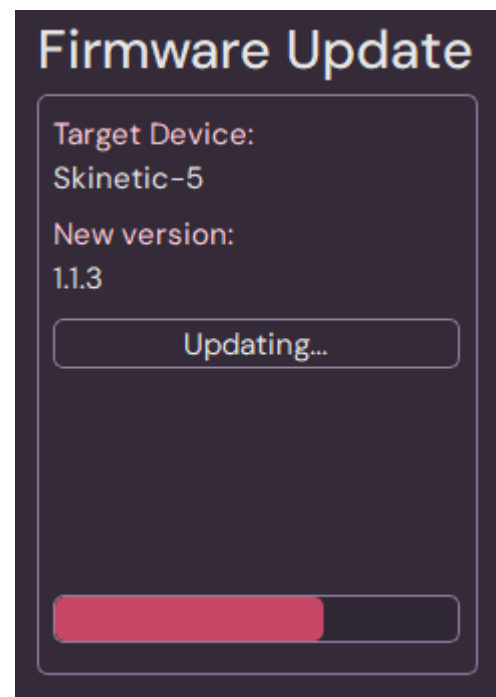 Firmware Update
Target Device:
Skinetic-5
New version:
1.1.3
Updating...